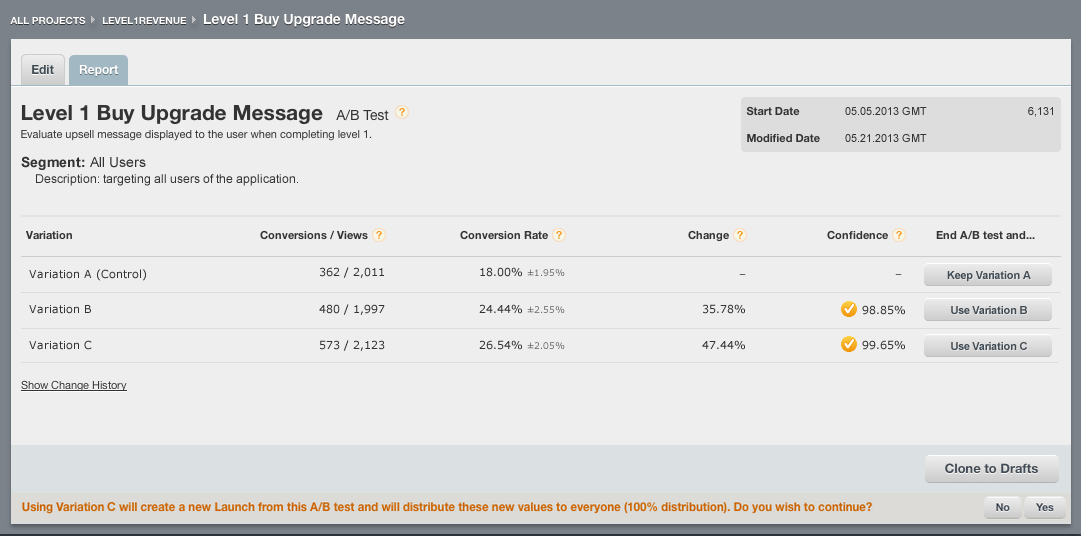 ALL PROJECTS LEVEL1REVENUE Level 1 Buy Upgrade Message
Edit Report
Level 1 Buy Upgrade Message A/B Test ?
Evaluate upsell message displayed to the user when completing level 1.
Start Date 05.05.2013 GMT 6,131
Modified Date 05.21.2013 GMT
Segment: All Users
Description: targeting all users of the application.
Variation Conversions / Views ? Conversion Rate ? Change ? Confidence ? End A/B test and...
Variation A (Control) 362 / 2,011 18.00% ±1.95% – – Keep Variation A
Variation B 480 / 1,997 24.44% ±2.55% 35.78% 98.85% Use Variation B
Variation C 573 / 2,123 26.54% ±2.05% 47.44% 99.65% Use Variation C
Show Change History
Clone to Drafts
Using Variation C will create a new Launch from this A/B test and will distribute these new values to everyone (100% distribution). Do you wish to continue? No Yes